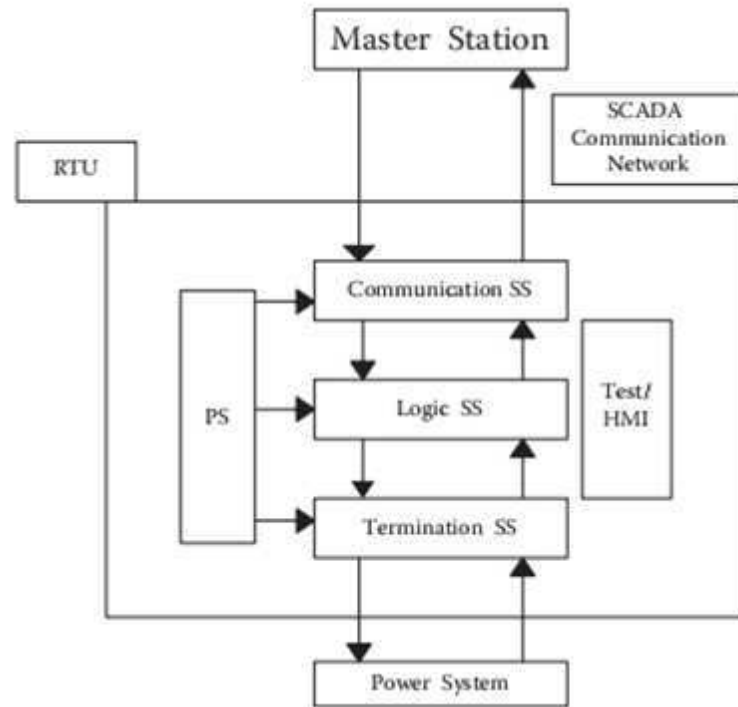 Master Station
SCADA
Communication
Network
RTU
Communication SS
PS
Logic SS
Test/
HMI
Termination SS
Power System